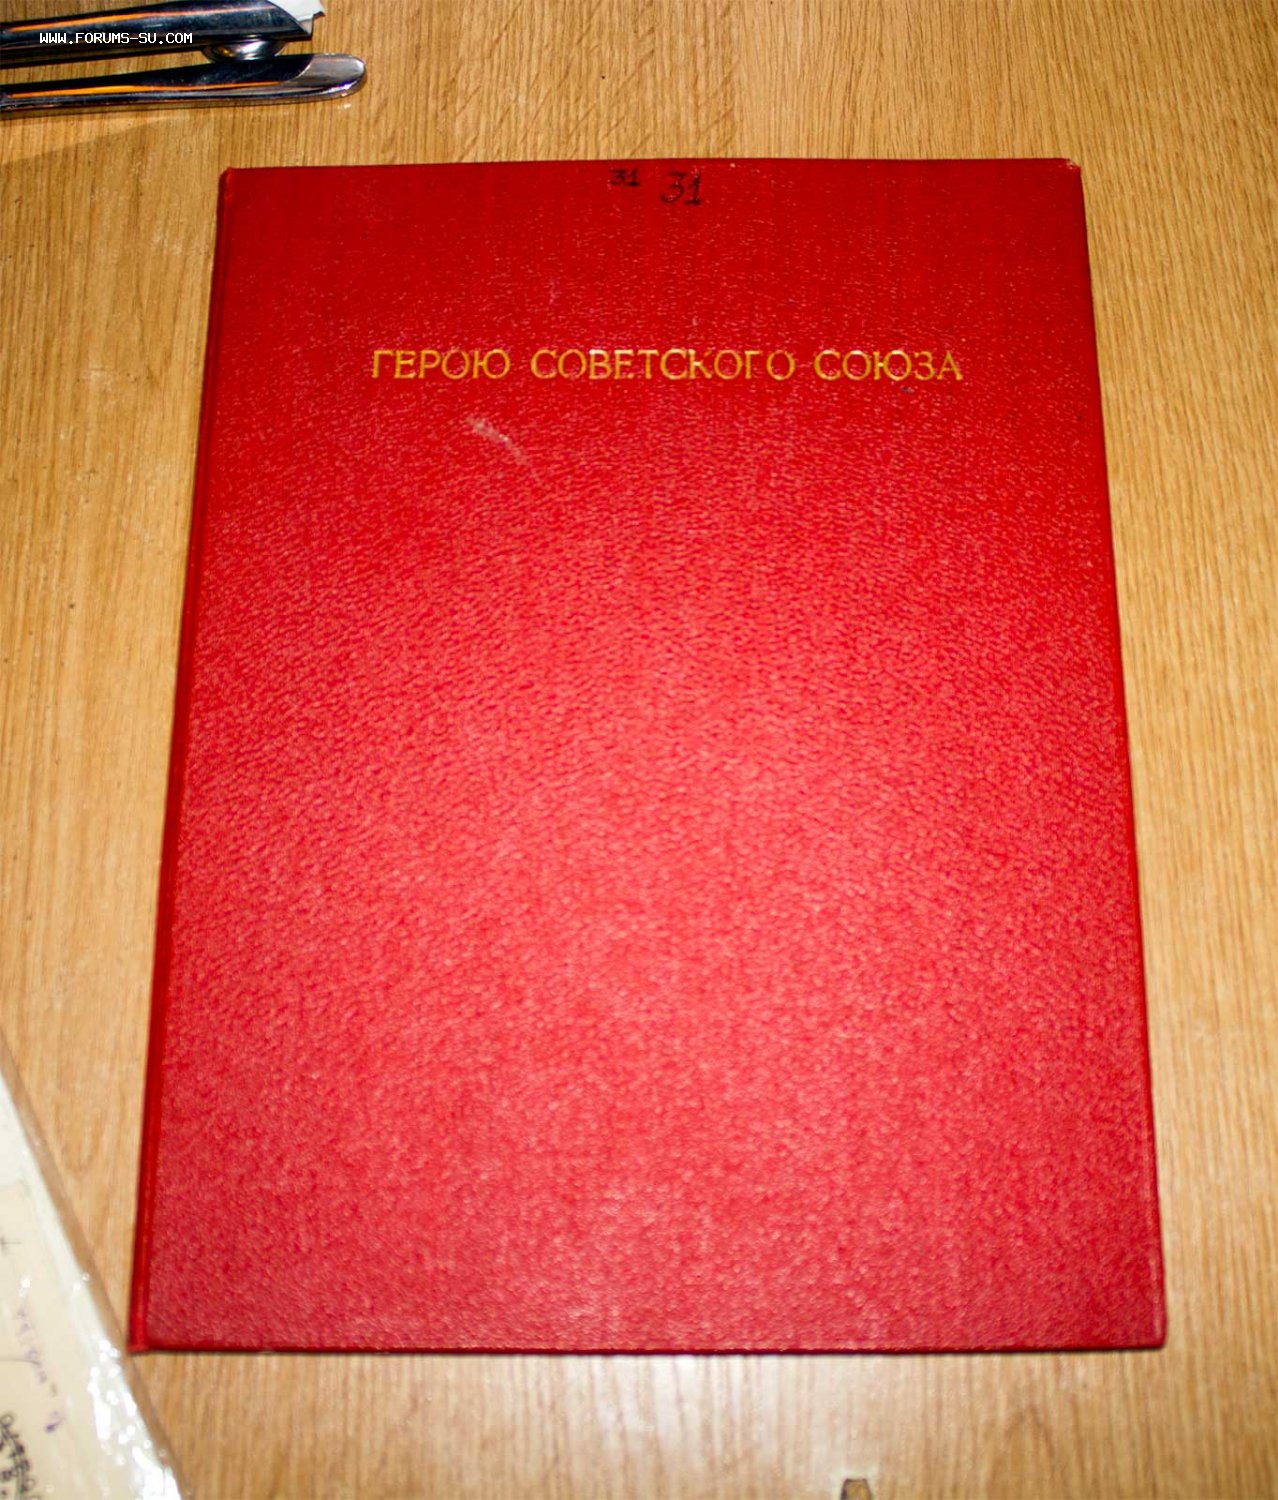 WWW.FORUMS-SU.COM
31 31
ГЕРОЮ СОВЕТСКОГО СОЮЗА